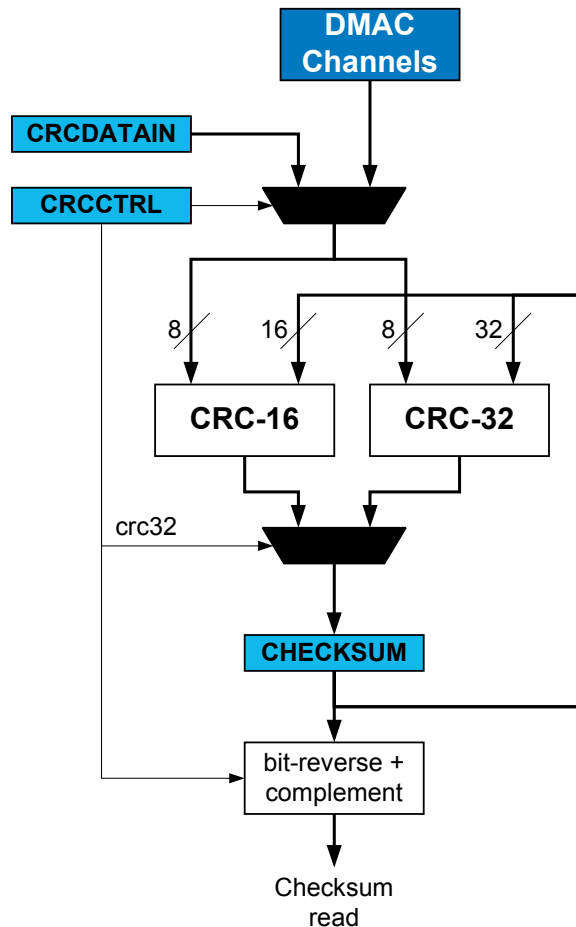 DMAC
Channels
CRCDATAIN
CRCCTRL
8
16
8
32
CRC-16
CRC-32
crc32
CHECKSUM
bit-reverse +
complement
Checksum
read